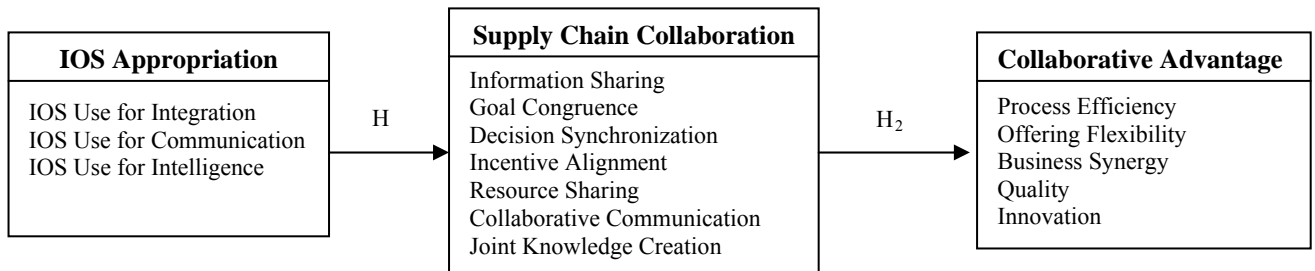 IOS Appropriation
IOS Use for Integration
IOS Use for Communication
IOS Use for Intelligence
H
Supply Chain Collaboration
Information Sharing
Goal Congruence
Decision Synchronization
Incentive Alignment
Resource Sharing
Collaborative Communication
Joint Knowledge Creation
H₂
Collaborative Advantage
Process Efficiency
Offering Flexibility
Business Synergy
Quality
Innovation